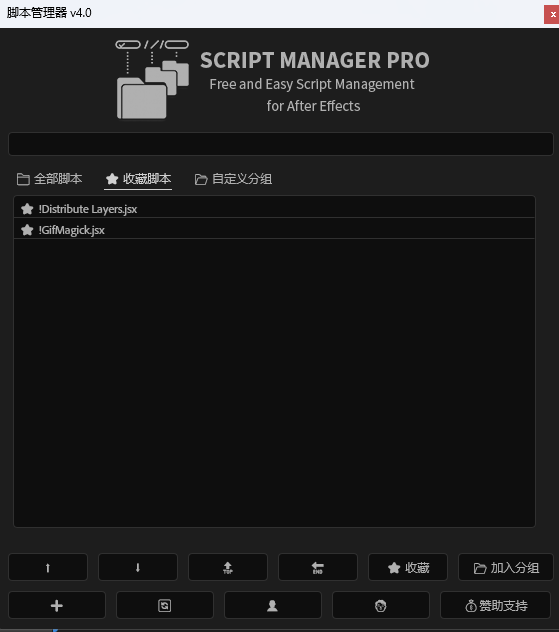 脚本管理器 v4.0
x
SCRIPT MANAGER PRO
Free and Easy Script Management
for After Effects
全部脚本 收藏脚本 自定义分组
!Distribute Layers.jsx
!GifMagick.jsx
TOP END 收藏 加入分组
赞助支持